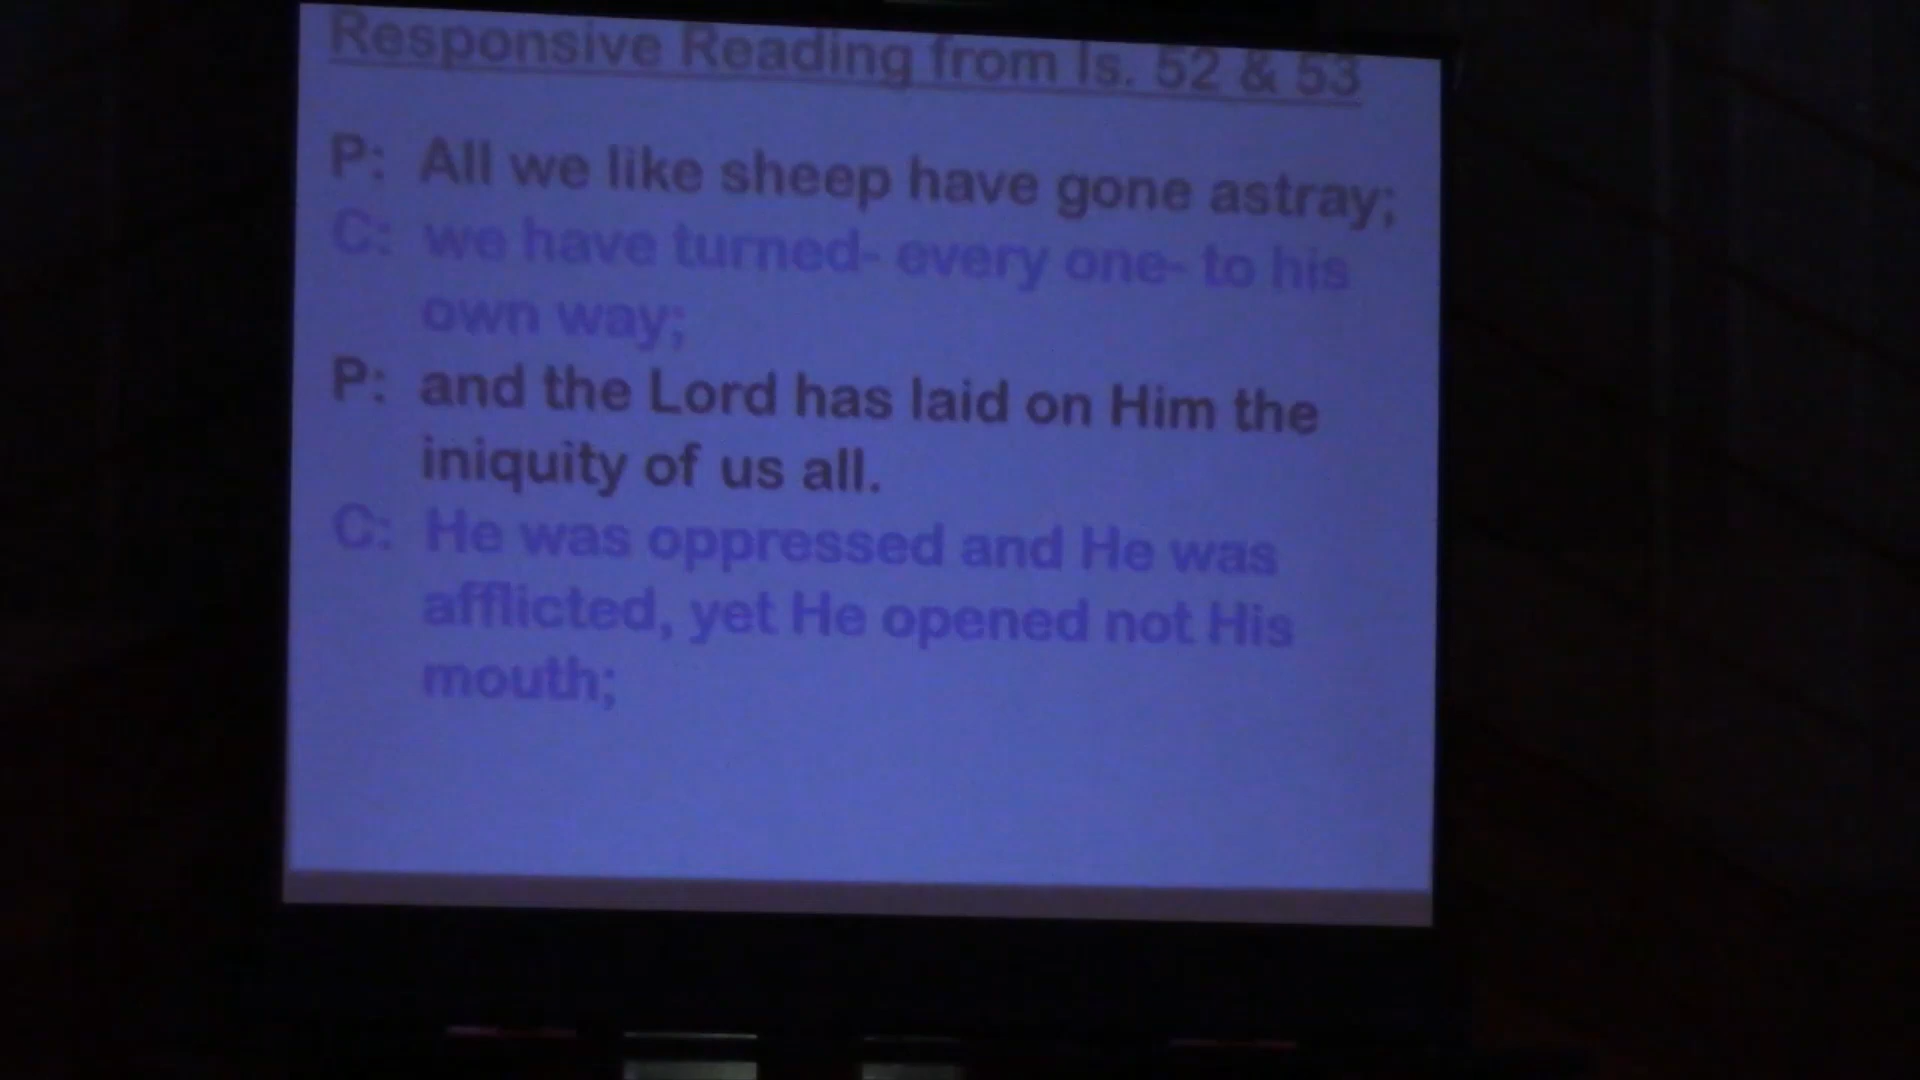 Responsive Reading from Is. 52 & 53
P: All we like sheep have gone astray;
C: we have turned- every one- to his
own way;
P: and the Lord has laid on Him the
iniquity of us all.
C: He was oppressed and He was
afflicted, yet He opened not His
mouth;